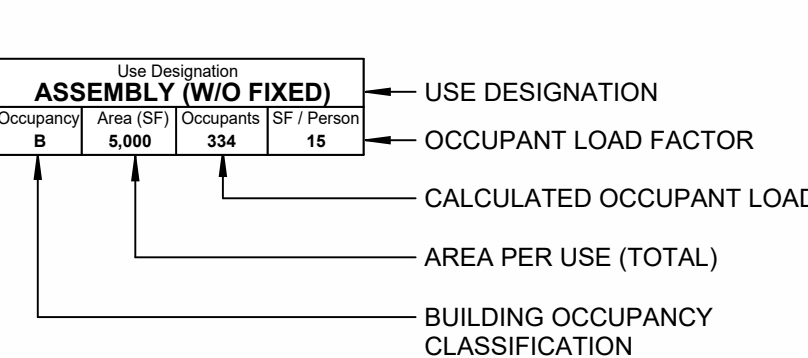 Use Designation
ASSEMBLY (W/O FIXED)
Occupancy Area (SF) Occupants SF / Person
B 5,000 334 15
USE DESIGNATION
OCCUPANT LOAD FACTOR
CALCULATED OCCUPANT LOAD
AREA PER USE (TOTAL)
BUILDING OCCUPANCY
CLASSIFICATION